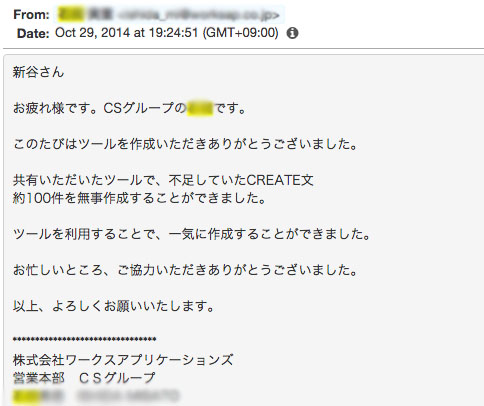 From:
Date: Oct 29, 2014 at 19:24:51 (GMT+09:00)
新谷さん
お疲れ様です。CSグループの です。
このたびはツールを作成いただきありがとうございました。
共有いただいたツールで、不足していたCREATE文
約100件を無事作成することができました。
ツールを利用することで、一気に作成することができました。
お忙しいところ、ご協力いただきありがとうございました。
以上、よろしくお願いいたします。
********************************
株式会社ワークスアプリケーションズ
営業本部　ＣＳグループ